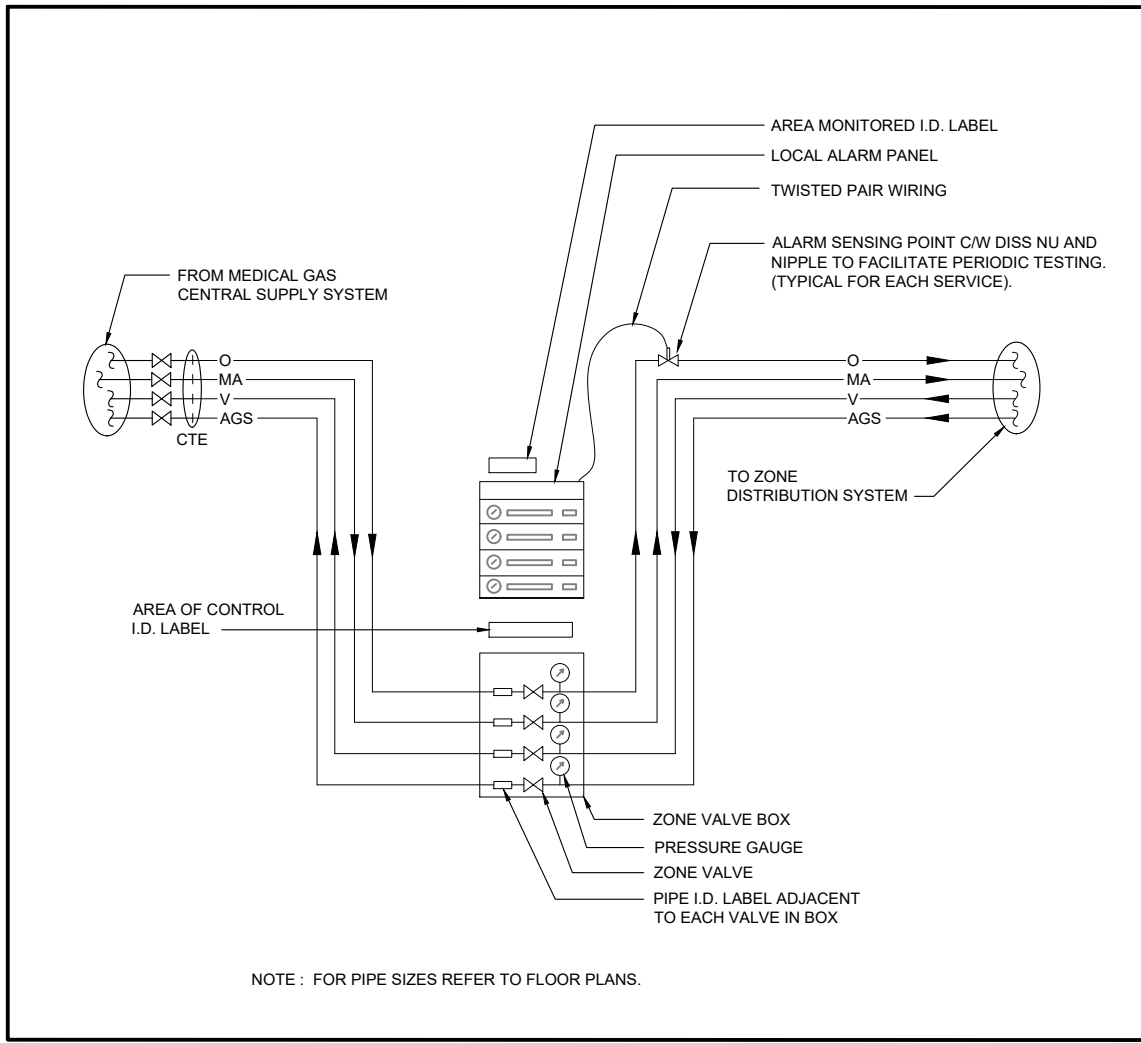 AREA MONITORED I.D. LABEL
LOCAL ALARM PANEL
TWISTED PAIR WIRING
ALARM SENSING POINT C/W DISS NU AND
NIPPLE TO FACILITATE PERIODIC TESTING.
(TYPICAL FOR EACH SERVICE).
FROM MEDICAL GAS
CENTRAL SUPPLY SYSTEM
O
MA
V
AGS
CTE
O
MA
V
AGS
TO ZONE
DISTRIBUTION SYSTEM
AREA OF CONTROL
I.D. LABEL
ZONE VALVE BOX
PRESSURE GAUGE
ZONE VALVE
PIPE I.D. LABEL ADJACENT
TO EACH VALVE IN BOX
NOTE : FOR PIPE SIZES REFER TO FLOOR PLANS.